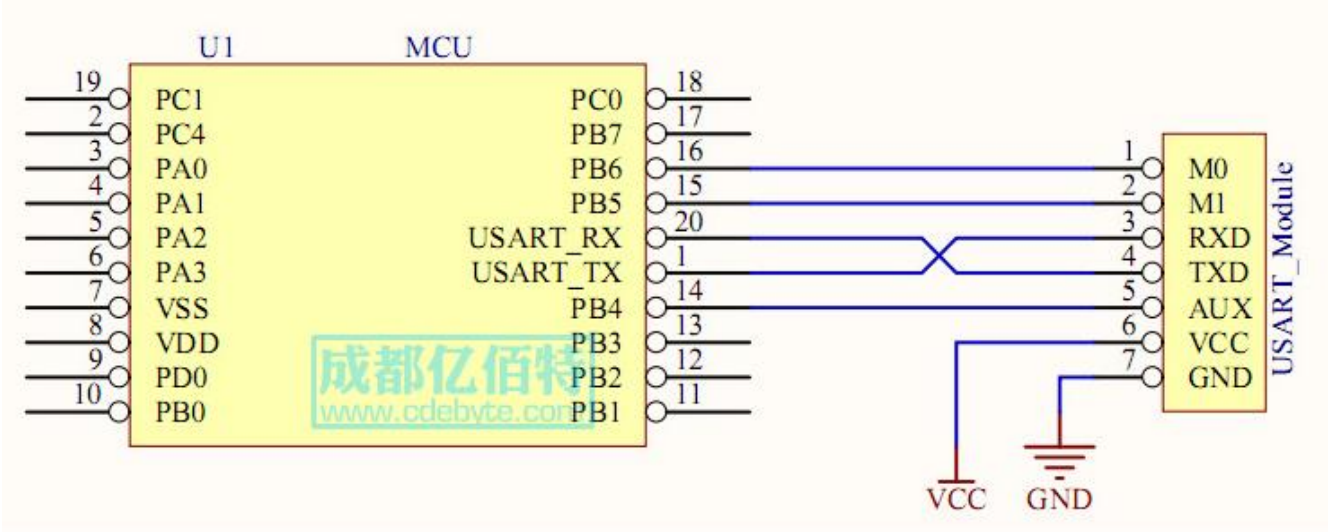 U1 MCU
19 PC1 PC0 18
2 PC4 PB7 17
3 PA0 PB6 16 1 M0
4 PA1 PB5 15 2 M1
5 PA2 USART_RX 20 3 RXD
6 PA3 USART_TX 1 4 TXD
7 VSS PB4 14 5 AUX
8 VDD PB3 13 6 VCC
9 PD0 PB2 12 7 GND
10 PB0 PB1 11
USART_Module
成都亿佰特
www.cdebyte.com
VCC GND